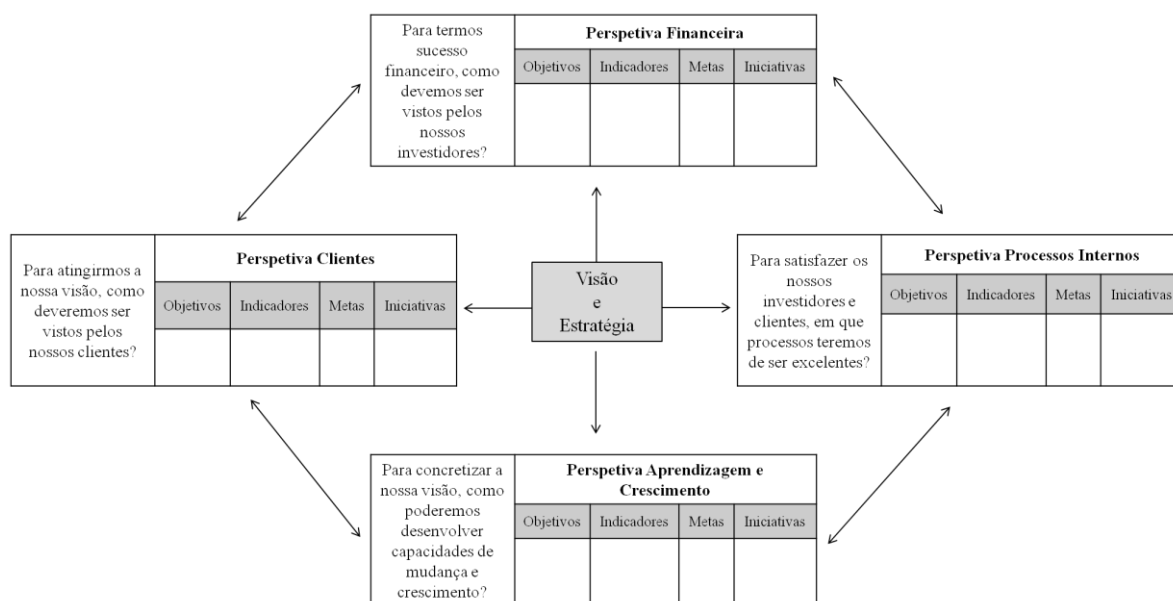 Para termos
sucesso
financeiro, como
devemos ser
vistos pelos
nossos
investidores?
Perspetiva Financeira
Objetivos Indicadores Metas Iniciativas
Para atingirmos a
nossa visão, como
deveremos ser
vistos pelos
nossos clientes?
Perspetiva Clientes
Objetivos Indicadores Metas Iniciativas
Visão
e
Estratégia
Para satisfazer os
nossos
investidores e
clientes, em que
processos teremos
de ser excelentes?
Perspetiva Processos Internos
Objetivos Indicadores Metas Iniciativas
Para concretizar a
nossa visão, como
poderemos
desenvolver
capacidades de
mudança e
crescimento?
Perspetiva Aprendizagem e
Crescimento
Objetivos Indicadores Metas Iniciativas